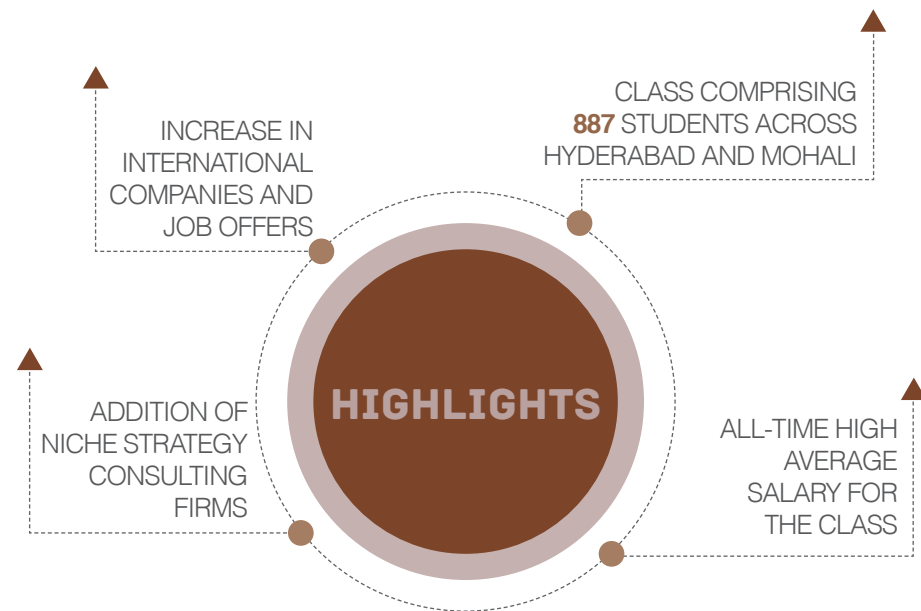 INCREASE IN
INTERNATIONAL
COMPANIES AND
JOB OFFERS
CLASS COMPRISING
887 STUDENTS ACROSS
HYDERABAD AND MOHALI
HIGHLIGHTS
ADDITION OF
NICHE STRATEGY
CONSULTING
FIRMS
ALL-TIME HIGH
AVERAGE
SALARY FOR
THE CLASS